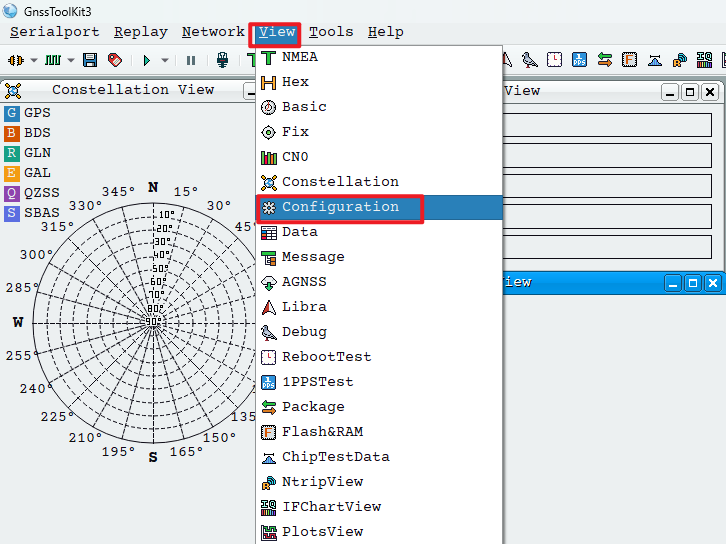 GnssToolKit3
Serialport Replay Network View Tools Help
Constellation View
View
G GPS
B BDS
R GLN
E GAL
Q QZSS
S SBAS
NMEA
Hex
Basic
Fix
CN0
Constellation
Configuration
Data
Message
AGNSS
Libra
Debug
RebootTest
1PPSTest
Package
Flash&RAM
ChipTestData
NtripView
IFChartView
PlotsView
iew
N
345° 15°
330° 30°
315°
300°
285°
W
255°
240°
225°
210°
195°
S
165°
150°
135
10°
20°
30°
40°
50°
60°
70°
80°
90°